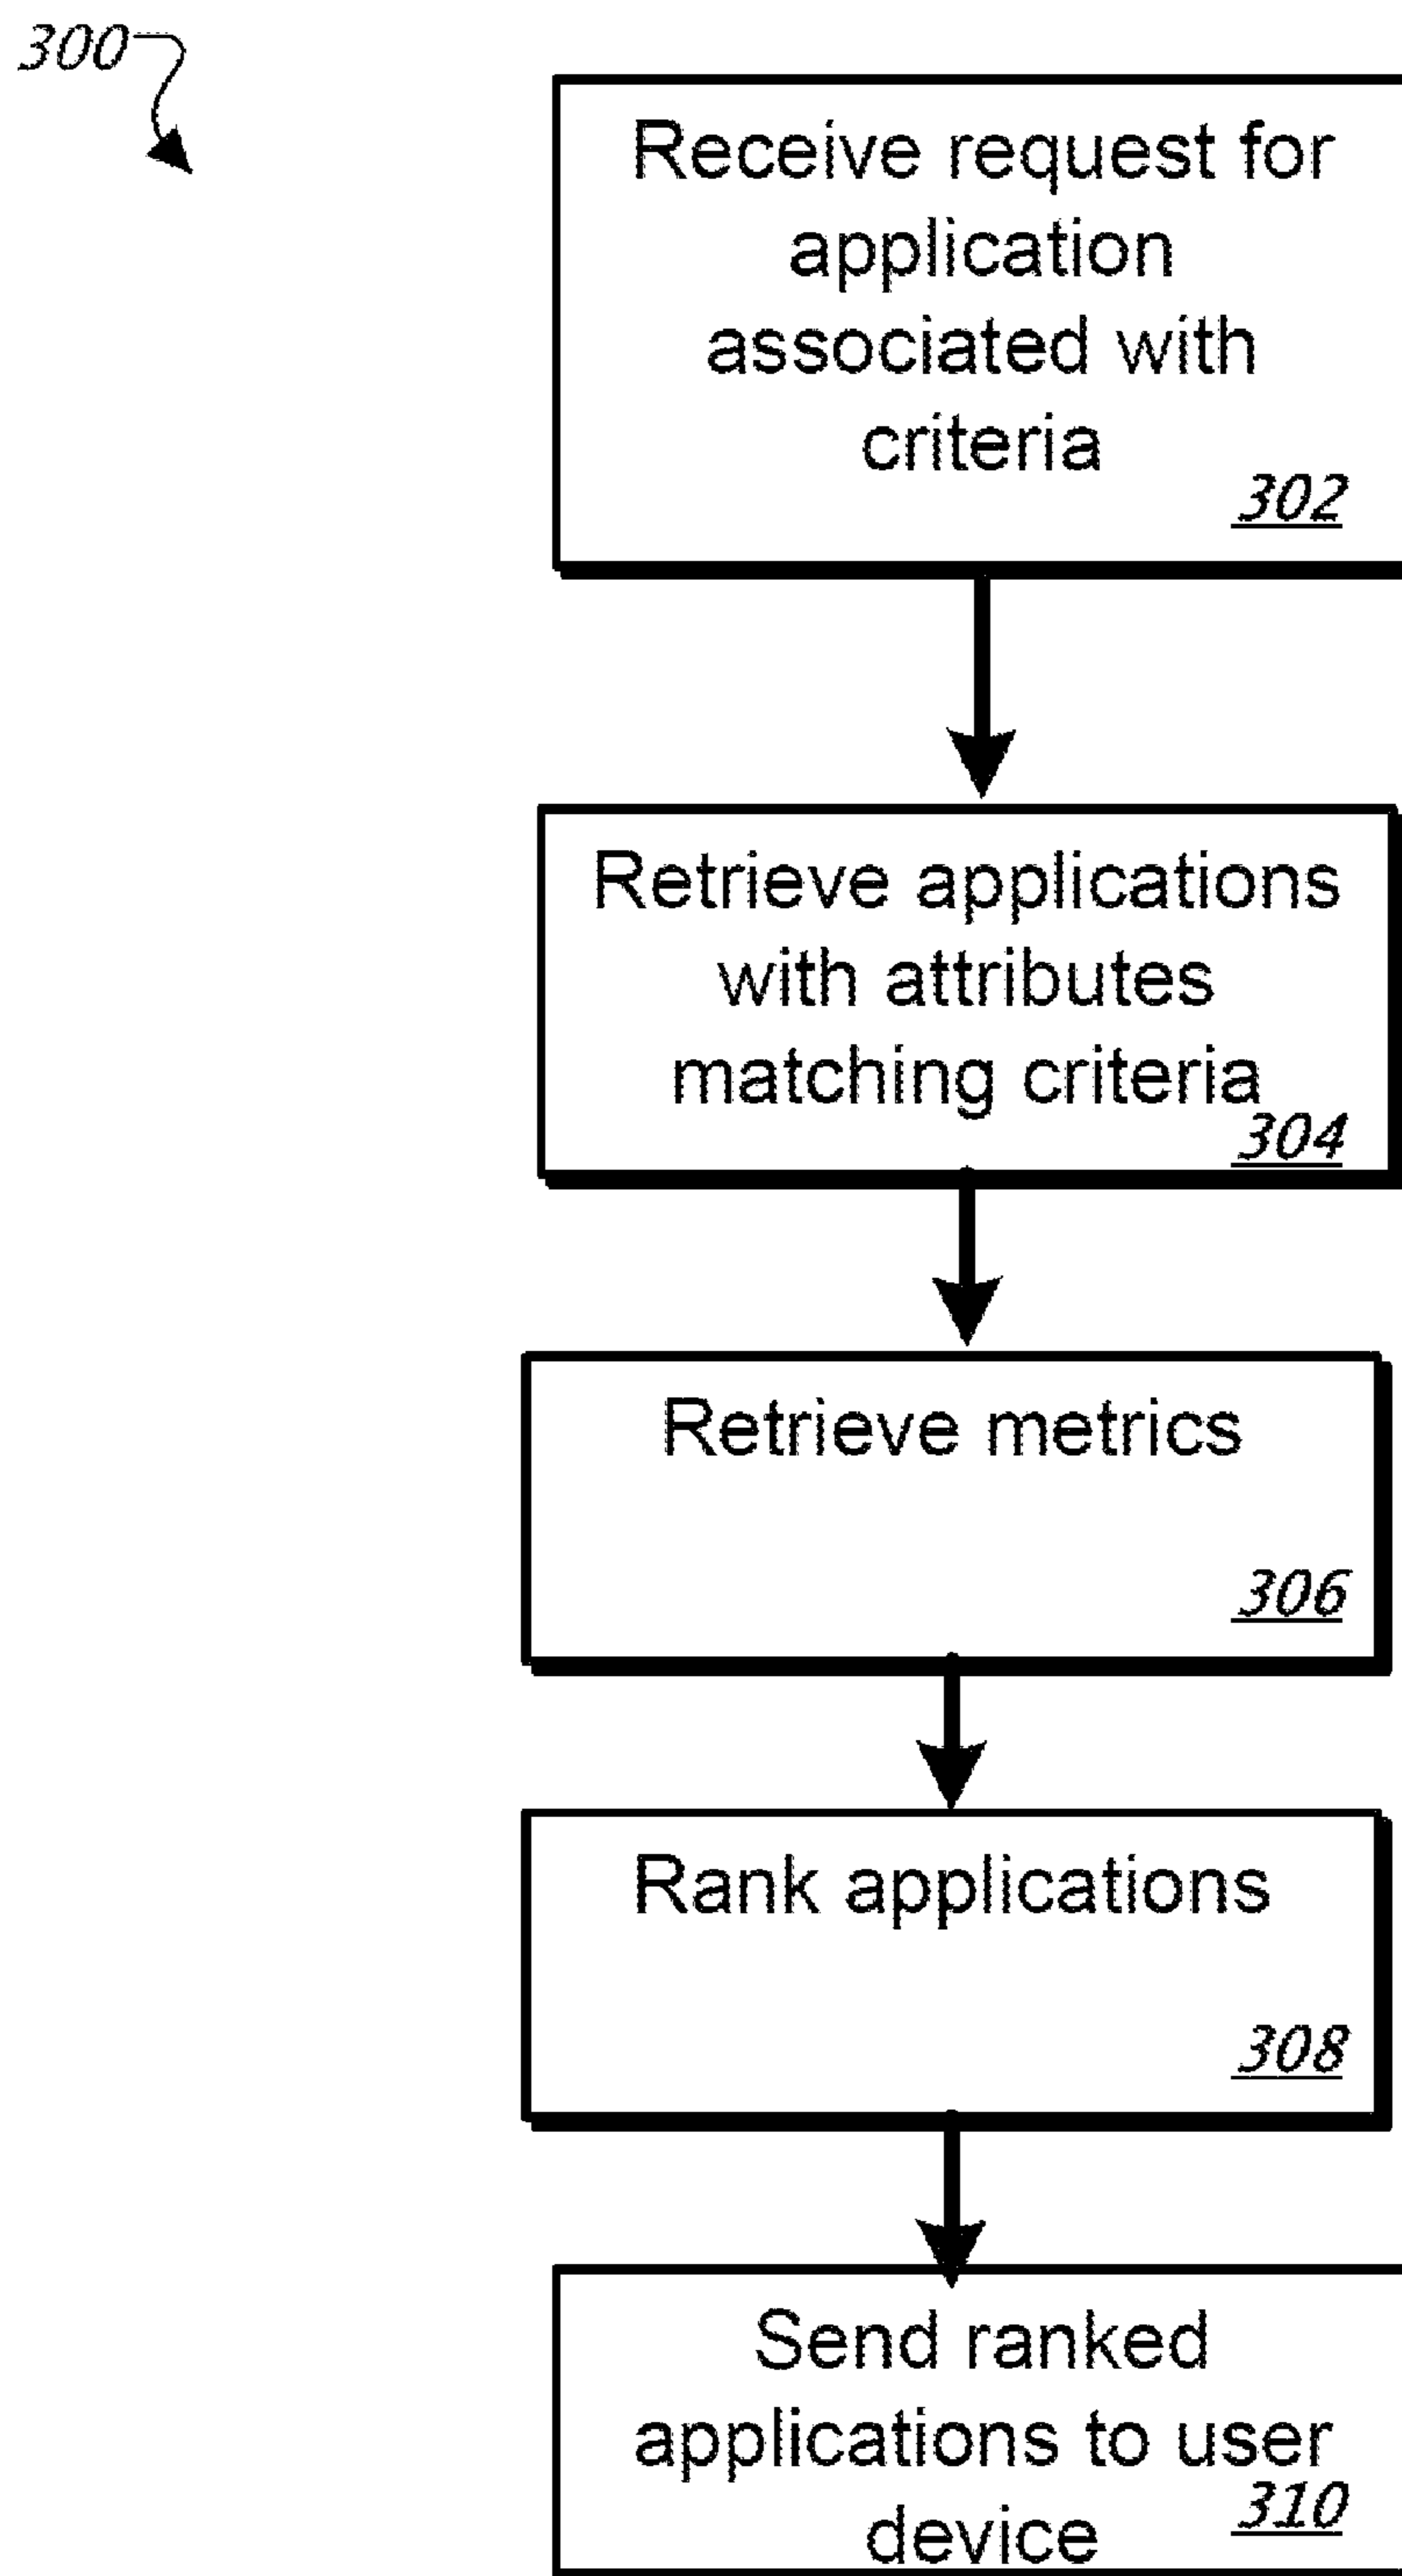 300
Receive request for
application
associated with
criteria
302
Retrieve applications
with attributes
matching criteria
304
Retrieve metrics
306
Rank applications
308
Send ranked
applications to user
device
310